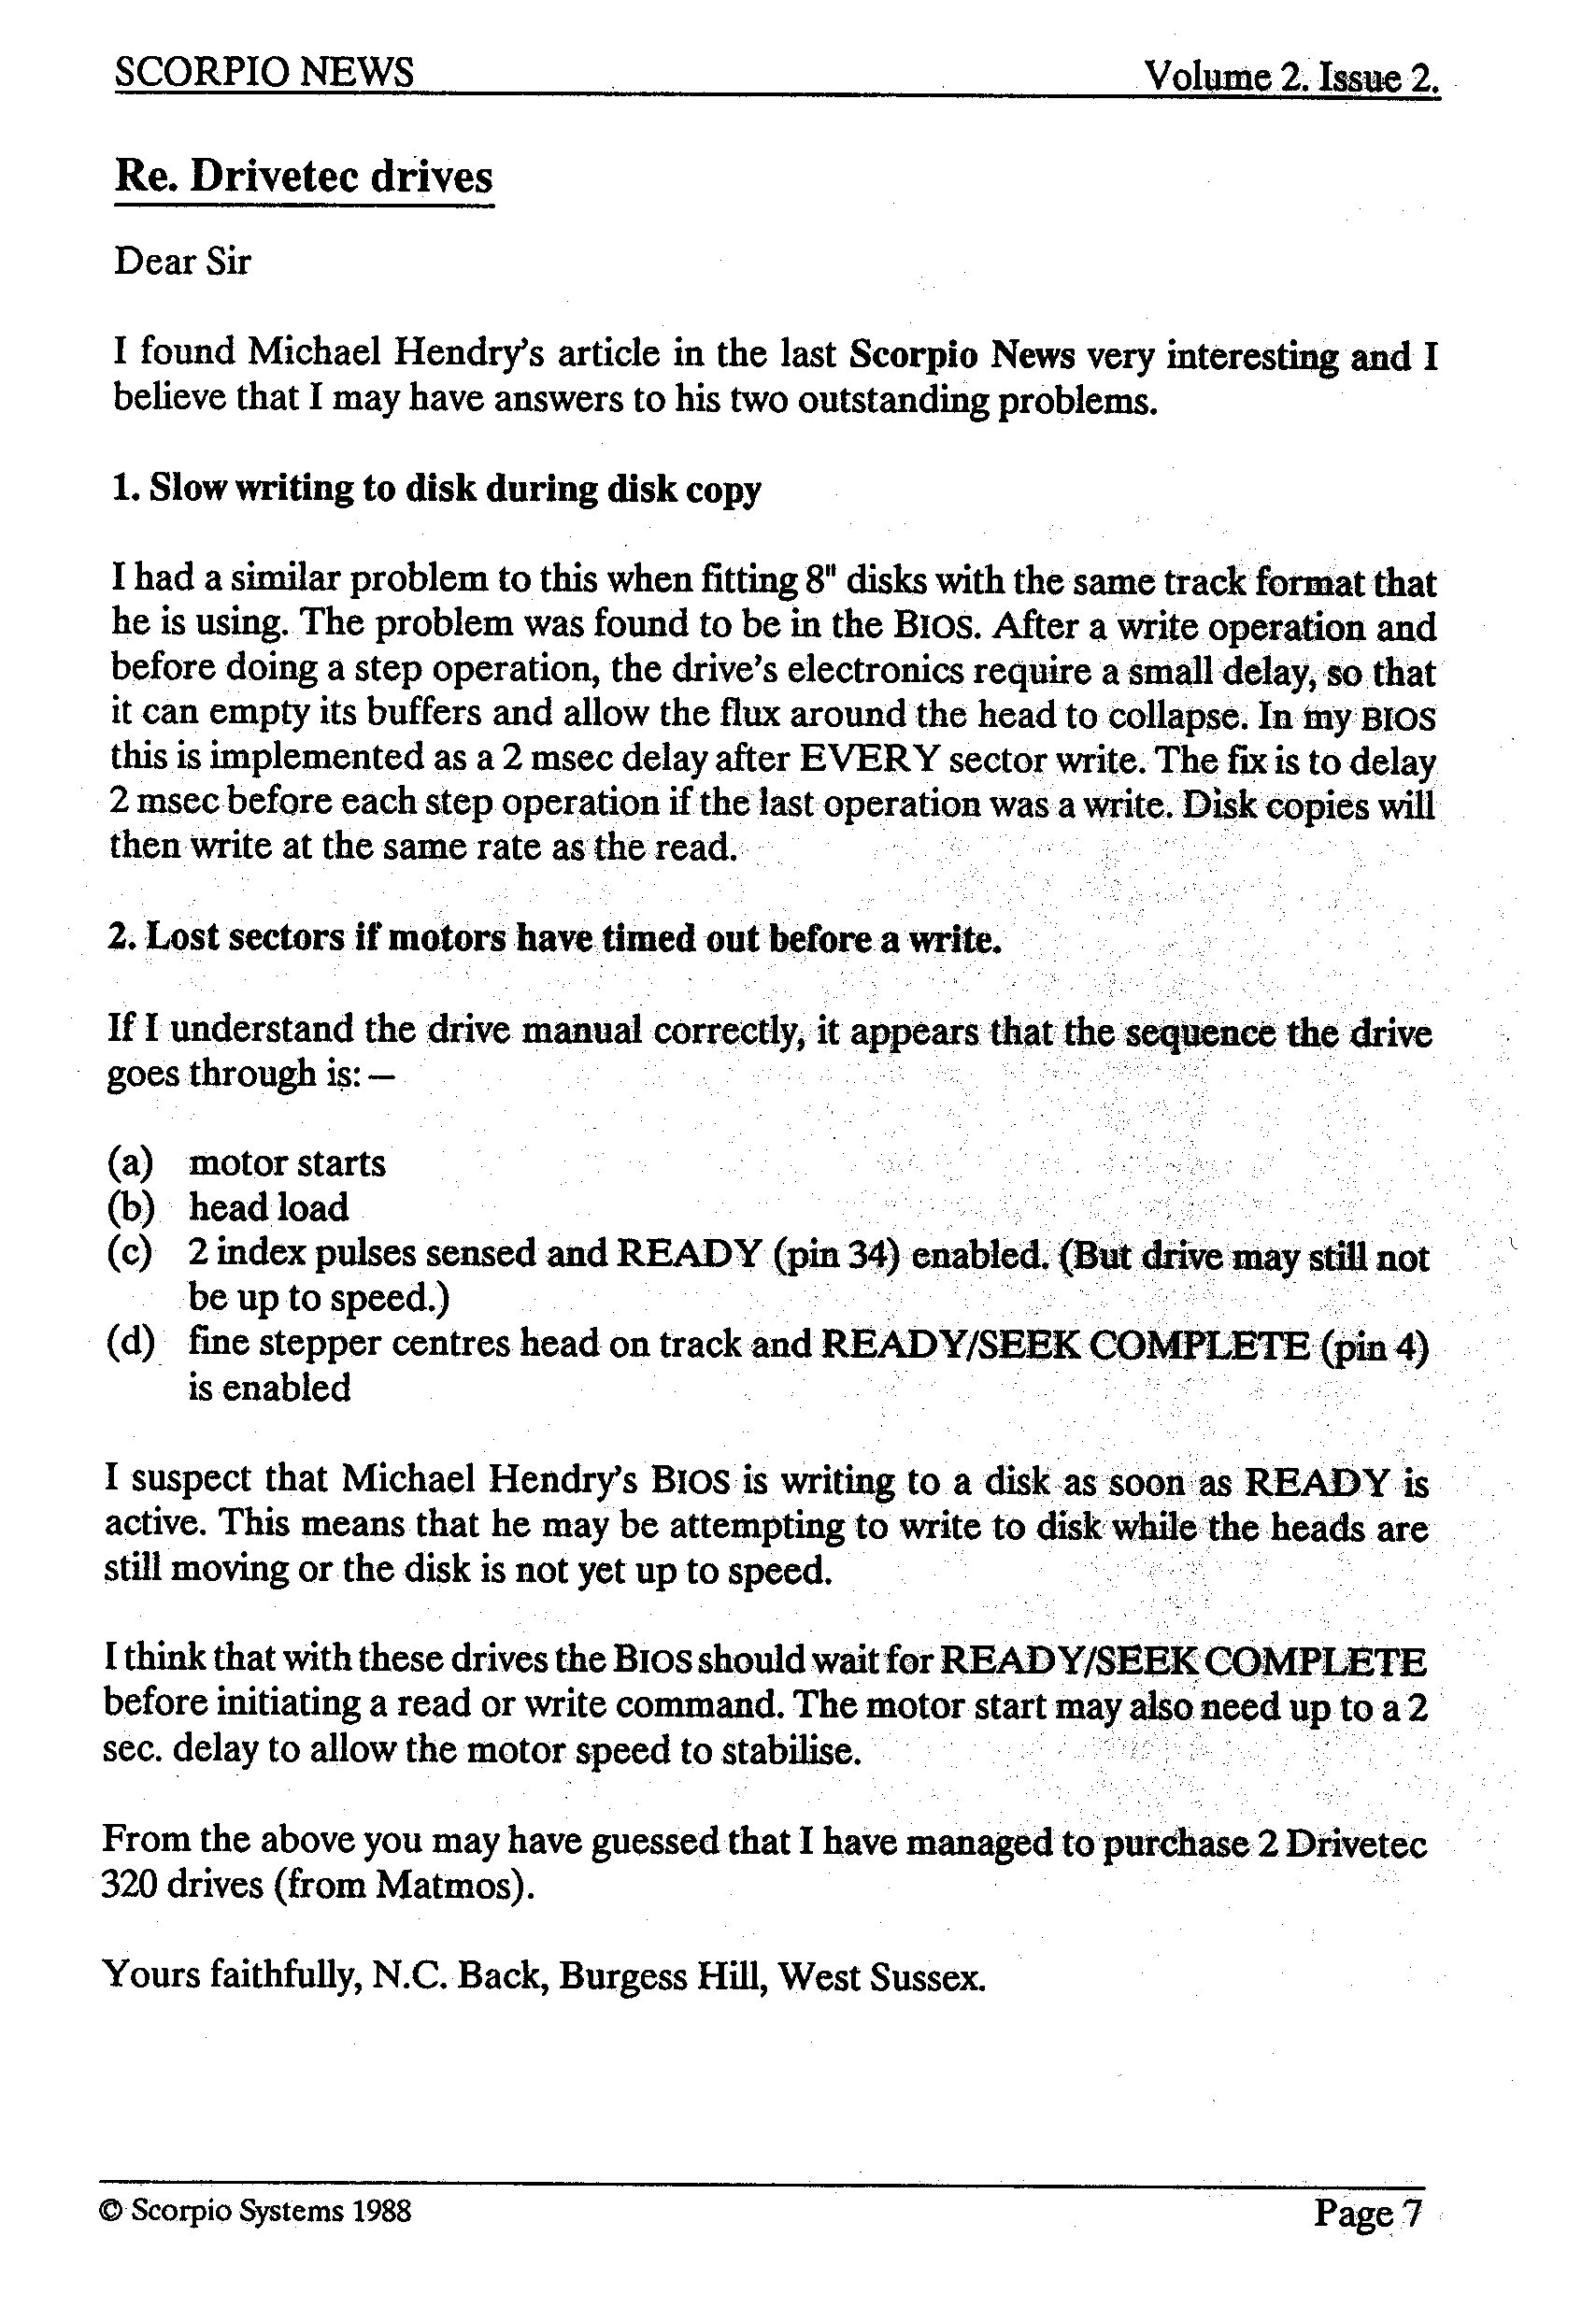 SCORPIO NEWS Volume 2. Issue 2.
Re. Drivetec drives
Dear Sir
I found Michael Hendry's article in the last Scorpio News very interesting and I
believe that I may have answers to his two outstanding problems.
1. Slow writing to disk during disk copy
I had a similar problem to this when fitting 8" disks with the same track format that
he is using. The problem was found to be in the BIOS. After a write operation and
before doing a step operation, the drive's electronics require a small delay, so that
it can empty its buffers and allow the flux around the head to collapse. In my BIOS
this is implemented as a 2 msec delay after EVERY sector write. The fix is to delay
2 msec before each step operation if the last operation was a write. Disk copies will
then write at the same rate as the read.
2. Lost sectors if motors have timed out before a write.
If I understand the drive manual correctly, it appears that the sequence the drive
goes through is: —
(a) motor starts
(b) head load
(c) 2 index pulses sensed and READY (pin 34) enabled. (But drive may still not
be up to speed.)
(d) fine stepper centres head on track and READY/SEEK COMPLETE (pin 4)
is enabled
I suspect that Michael Hendry's BIOS is writing to a disk as soon as READY is
active. This means that he may be attempting to write to disk while the heads are
still moving or the disk is not yet up to speed.
I think that with these drives the BIOS should wait for READY/SEEK COMPLETE
before initiating a read or write command. The motor start may also need up to a 2
sec. delay to allow the motor speed to stabilise.
From the above you may have guessed that I have managed to purchase 2 Drivetec
320 drives (from Matmos).
Yours faithfully, N.C. Back, Burgess Hill, West Sussex.
© Scorpio Systems 1988 Page 7